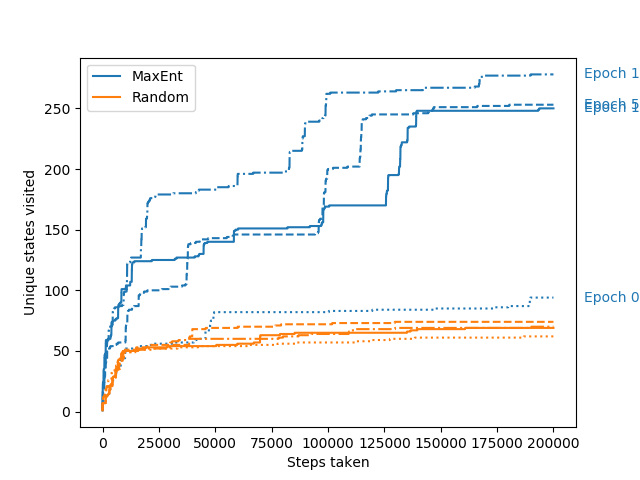 MaxEnt
Random
Epoch 1
Epoch 5
Epoch 1
Epoch 0
Unique states visited
250
200
150
100
50
0
0 25000 50000 75000 100000 125000 150000 175000 200000
Steps taken